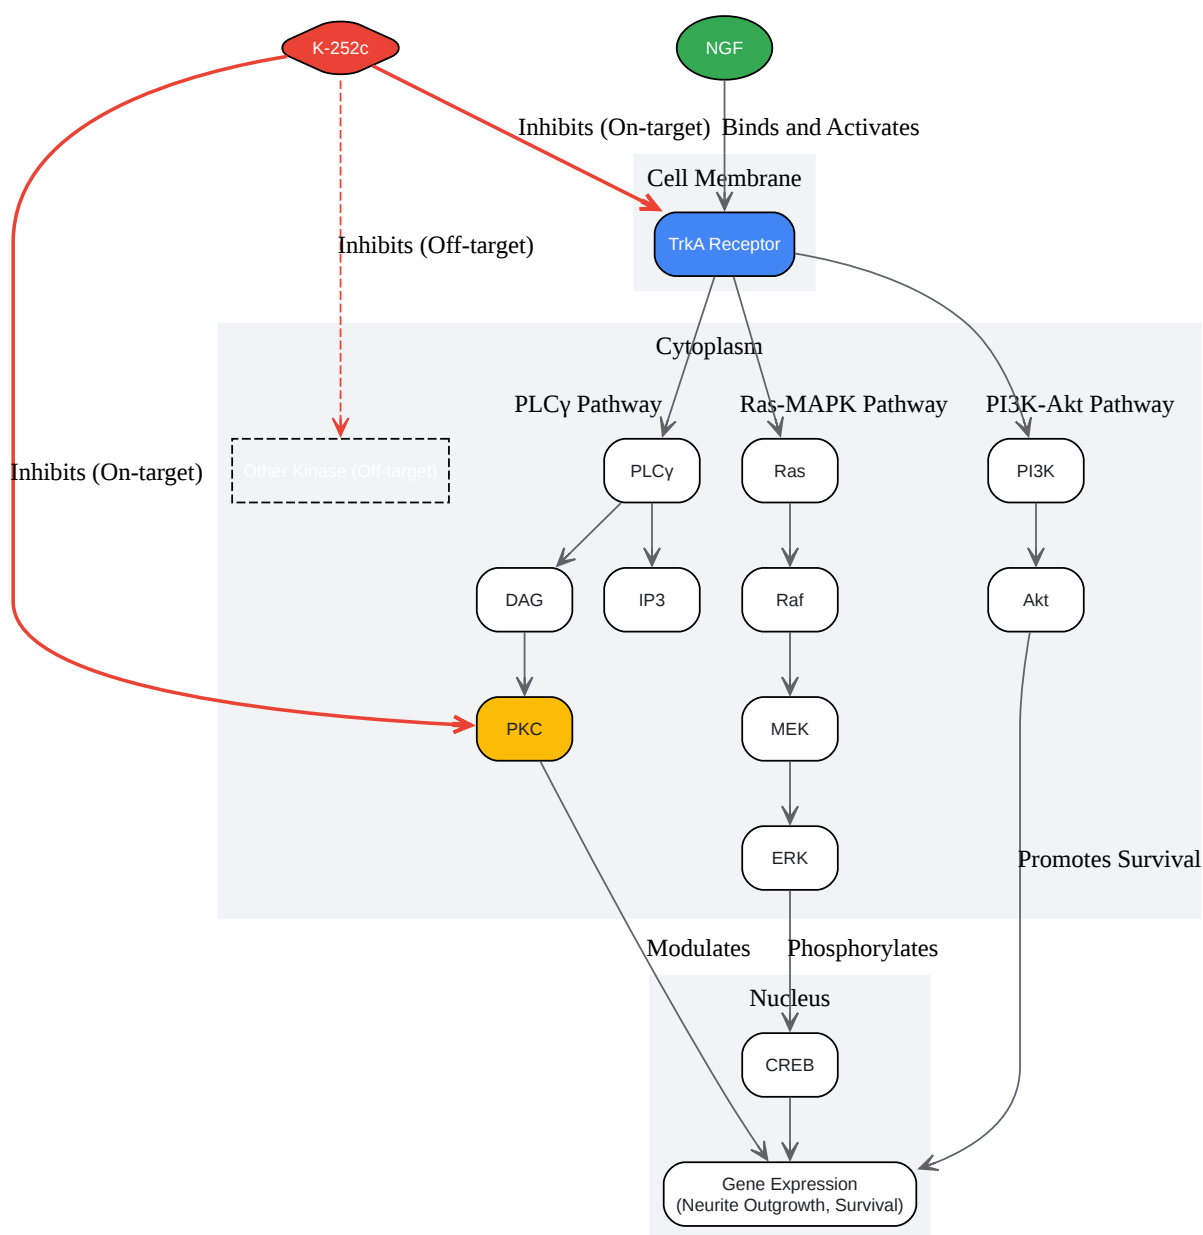 K-252c
NGF
Inhibits (On-target)
Binds and Activates
Cell Membrane
TrkA Receptor
Inhibits (Off-target)
Cytoplasm
PLCγ Pathway
Ras-MAPK Pathway
PI3K-Akt Pathway
Inhibits (On-target)
Other Kinase (Off-target)
PLCγ
Ras
PI3K
DAG
IP3
Raf
Akt
PKC
MEK
ERK
Promotes Survival
Modulates
Phosphorylates
Nucleus
CREB
Gene Expression
(Neurite Outgrowth, Survival)